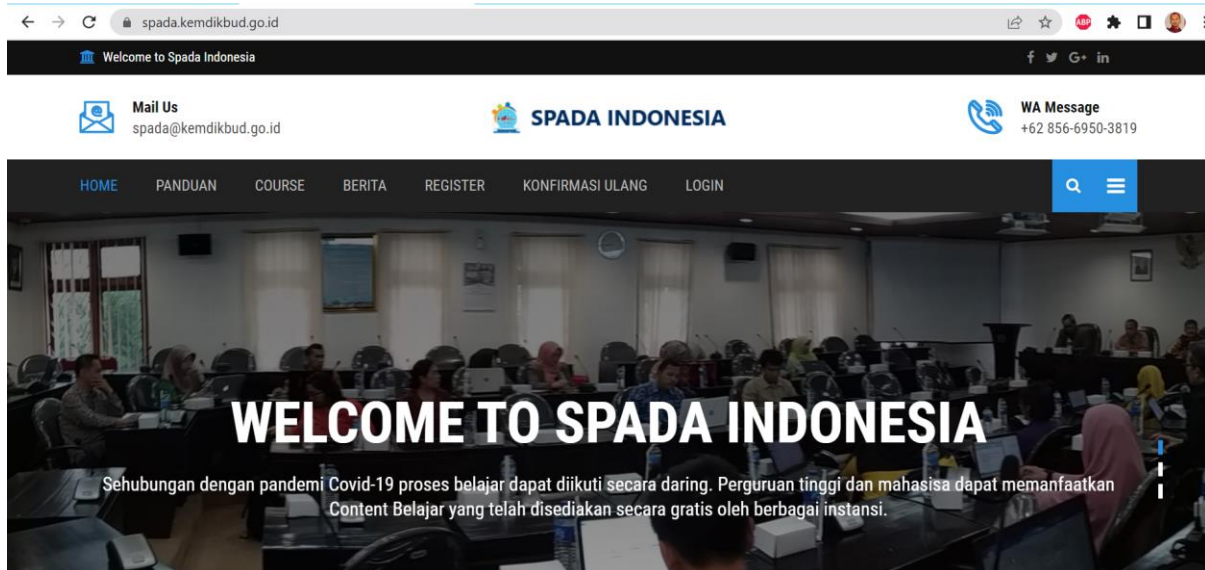 spada.kemdikbud.go.id
ABP
Welcome to Spada Indonesia
f G+ in
Mail Us
spada@kemdikbud.go.id
SPADA INDONESIA
WA Message
+62 856-6950-3819
HOME PANDUAN COURSE BERITA REGISTER KONFIRMASI ULANG LOGIN
WELCOME TO SPADA INDONESIA
Sehubungan dengan pandemi Covid-19 proses belajar dapat diikuti secara daring. Perguruan tinggi dan mahasisa dapat memanfaatkan
Content Belajar yang telah disediakan secara gratis oleh berbagai instansi.